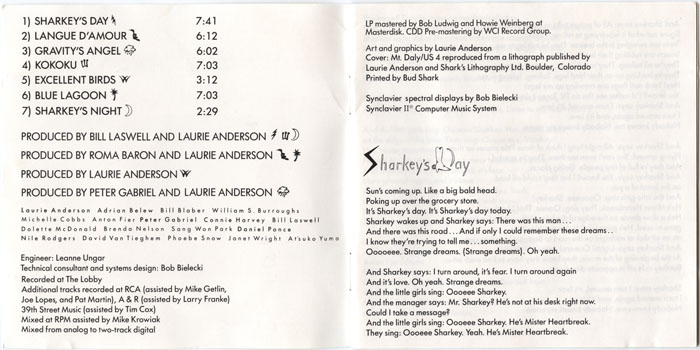 1) SHARKEY'S DAY 7:41
2) LANGUE D'AMOUR 6:12
3) GRAVITY'S ANGEL 6:02
4) KOKOKU 7:03
5) EXCELLENT BIRDS 3:12
6) BLUE LAGOON 7:03
7) SHARKEY'S NIGHT 2:29
PRODUCED BY BILL LASWELL AND LAURIE ANDERSON
PRODUCED BY ROMA BARON AND LAURIE ANDERSON
PRODUCED BY LAURIE ANDERSON
PRODUCED BY PETER GABRIEL AND LAURIE ANDERSON
Laurie Anderson Adrian Belew Bill Blaber William S. Burroughs
Michelle Cobbs Anton Fier Peter Gabriel Connie Harvey Bill Laswell
Dolette McDonald Brenda Nelson Sang Won Park Daniel Ponce
Nile Rodgers David Van Tieghem Phoebe Snow Janet Wright Atsuko Yuma
Engineer: Leanne Ungar
Technical consultant and systems design: Bob Bielecki
Recorded at The Lobby
Additional tracks recorded at RCA (assisted by Mike Getlin,
Joe Lopes, and Pat Martin), A & R (assisted by Larry Franke)
39th Street Music (assisted by Tim Cox)
Mixed at RPM assisted by Mike Krowiak
Mixed from analog to two-track digital
LP mastered by Bob Ludwig and Howie Weinberg at
Masterdisk. CDD Pre-mastering by WCI Record Group.
Art and graphics by Laurie Anderson
Cover: Mt. Daly/US 4 reproduced from a lithograph published by
Laurie Anderson and Shark's Lithography Ltd. Boulder, Colorado
Printed by Bud Shark
Synclavier spectral displays by Bob Bielecki
Synclavier II® Computer Music System
Sharkey's Day
Sun's coming up. Like a big bald head.
Poking up over the grocery store.
It's Sharkey's day. It's Sharkey's day today.
Sharkey wakes up and Sharkey says: There was this man...
And there was this road...And if only I could remember these dreams..
I know they're trying to tell me...something.
Ooooeee. Strange dreams. (Strange dreams). Oh yeah.
And Sharkey says: I turn around, it's fear. I turn around again
And it's love. Oh yeah. Strange dreams.
And the little girls sing: Oooeee Sharkey.
And the manager says: Mr. Sharkey? He's not at his desk right now.
Could I take a message?
And the little girls sing: Oooeee Sharkey. He's Mister Heartbreak.
They sing: Oooeee Sharkey. Yeah. He's Mister Heartbreak.